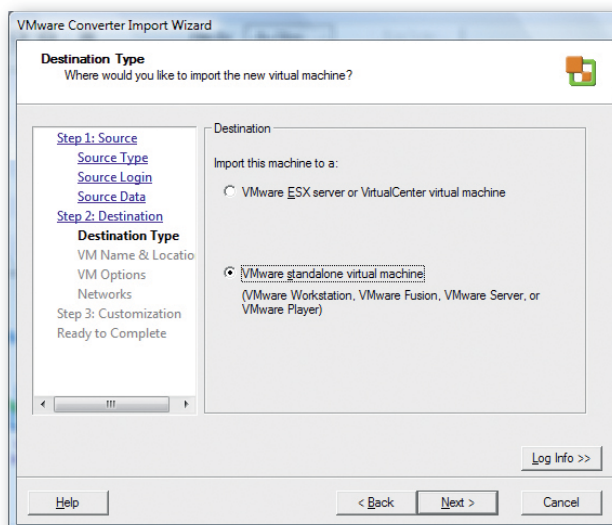 VMware Converter Import Wizard
Destination Type
Where would you like to import the new virtual machine?
Step 1: Source
Source Type
Source Login
Source Data
Step 2: Destination
Destination Type
VM Name & Locatio
VM Options
Networks
Step 3: Customization
Ready to Complete
Destination
Import this machine to a:
VMware ESX server or VirtualCenter virtual machine
VMware standalone virtual machine
(VMware Workstation, VMware Fusion, VMware Server, or
VMware Player)
Log Info >>
Help
< Back
Next >
Cancel